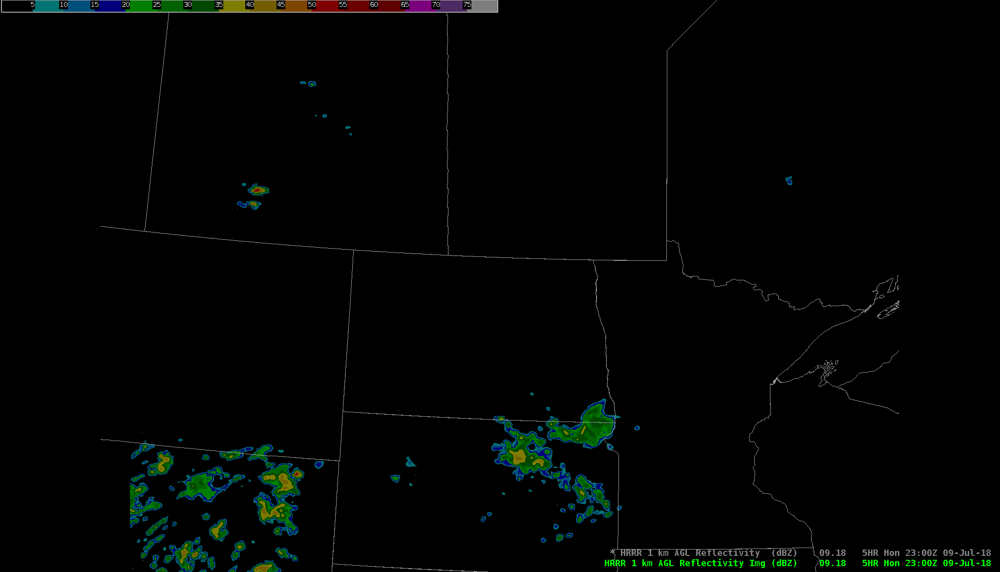 5 10 15 20 25 30 35 40 45 50 55 60 65 70 75
* HRRR 1 km AGL Reflectivity (dBZ) 09.18 5HR Mon 23:00Z 09-Jul-18
HRRR 1 km AGL Reflectivity Img (dBZ) 09.18 5HR Mon 23:00Z 09-Jul-18